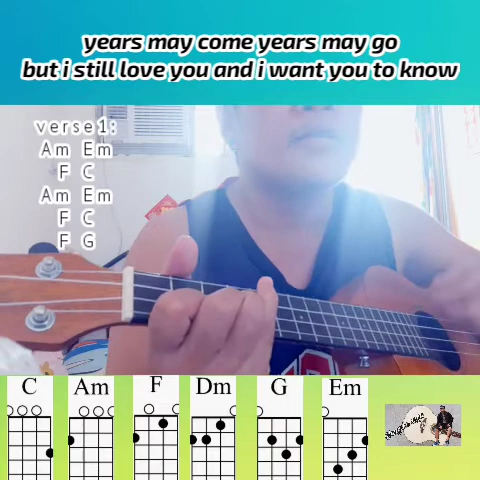 years may come years may go
but i still love you and i want you to know
verse1:
Am Em
F C
Am Em
F C
F G
C Am F Dm G Em